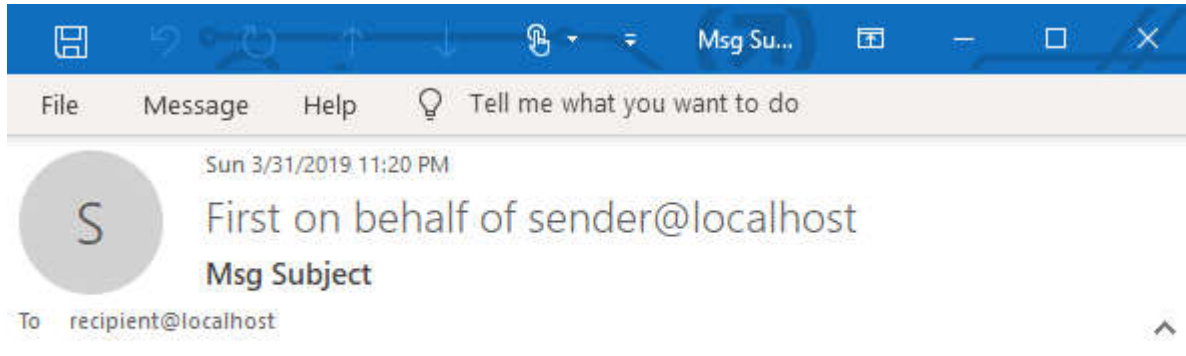 Msg Su...
File Message Help Tell me what you want to do
Sun 3/31/2019 11:20 PM
S
First on behalf of sender@localhost
Msg Subject
To recipient@localhost